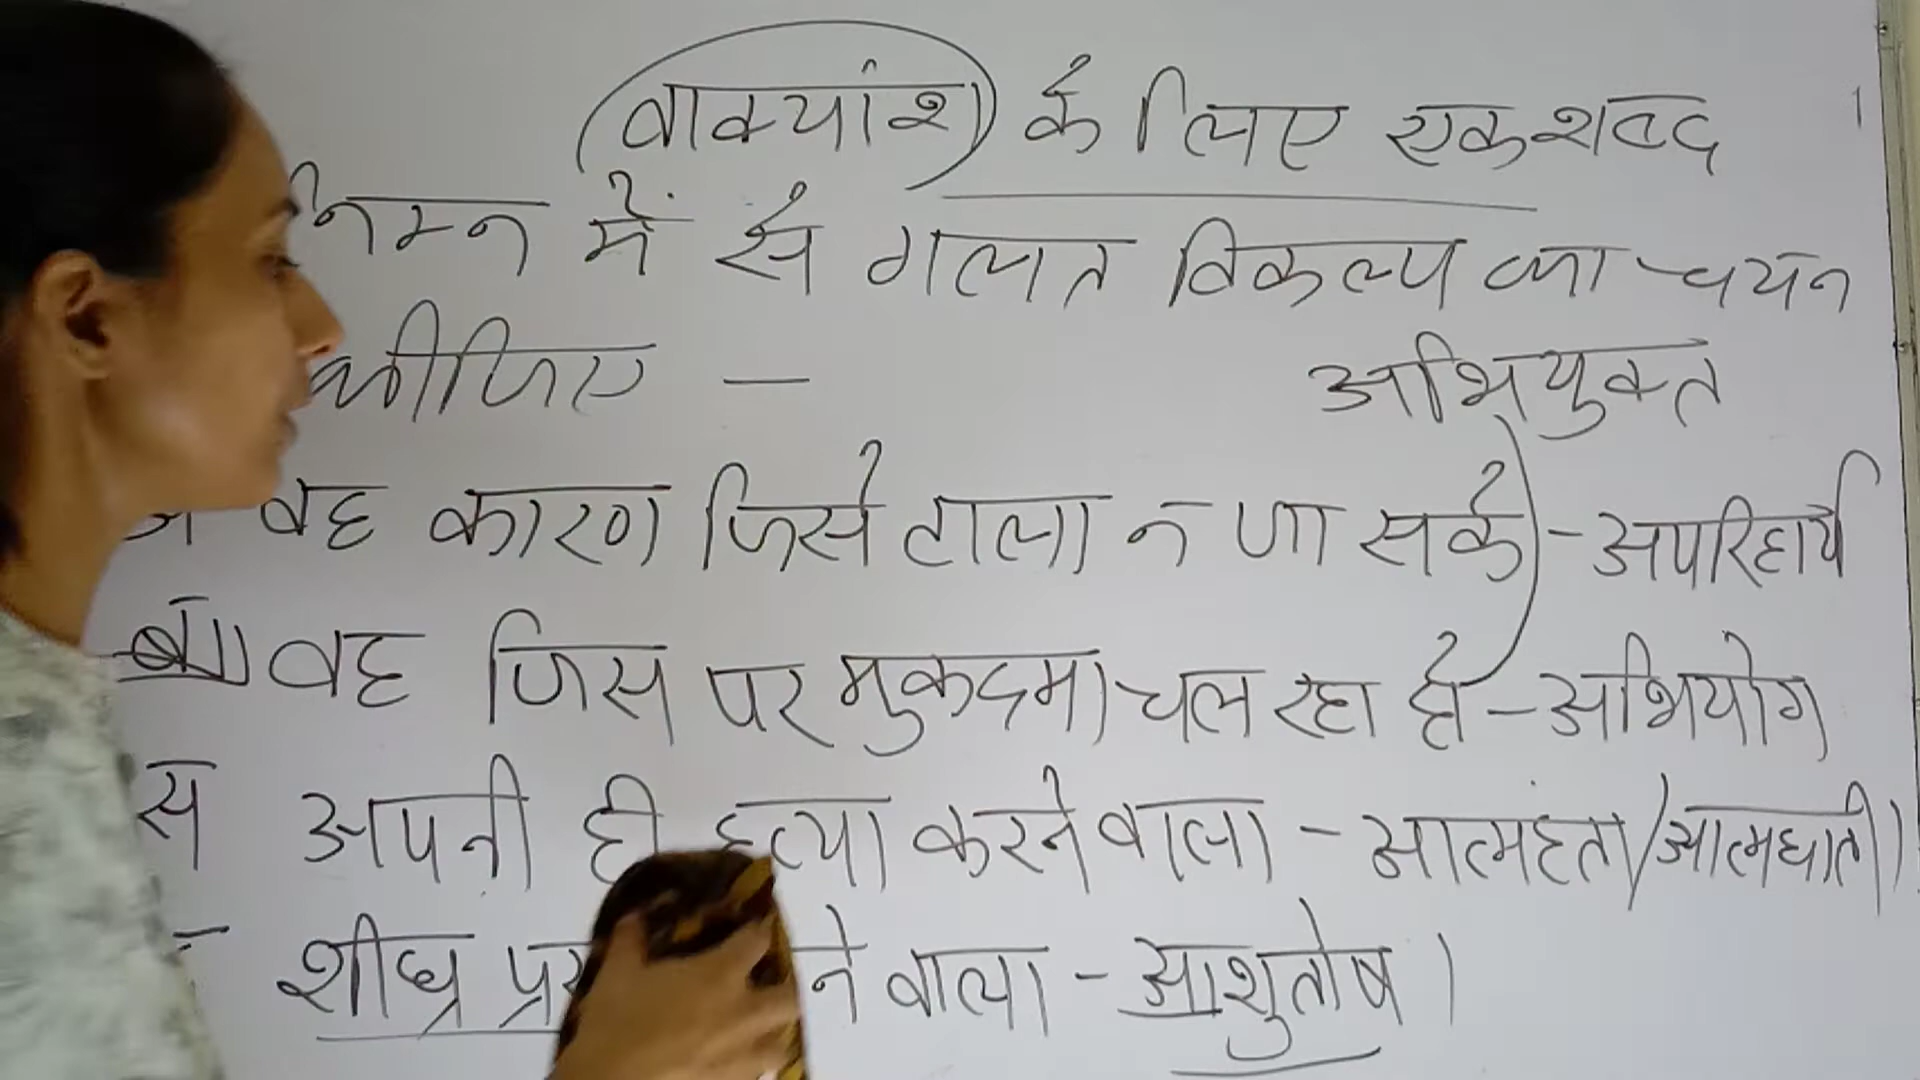 वाक्यांश के लिए एक शब्द
निम्न में से गलत विकल्प का चयन
कीजिए -
अभियुक्त
वह कारण जिसे टाला न जा सके - अपरिहार्य
ब वह जिस पर मुकदमा चल रहा हो - अभियोग
स अपनी ही हत्या करने वाला - आत्महंता/आत्मघाती।
शीघ्र वाला - आशुतोष।